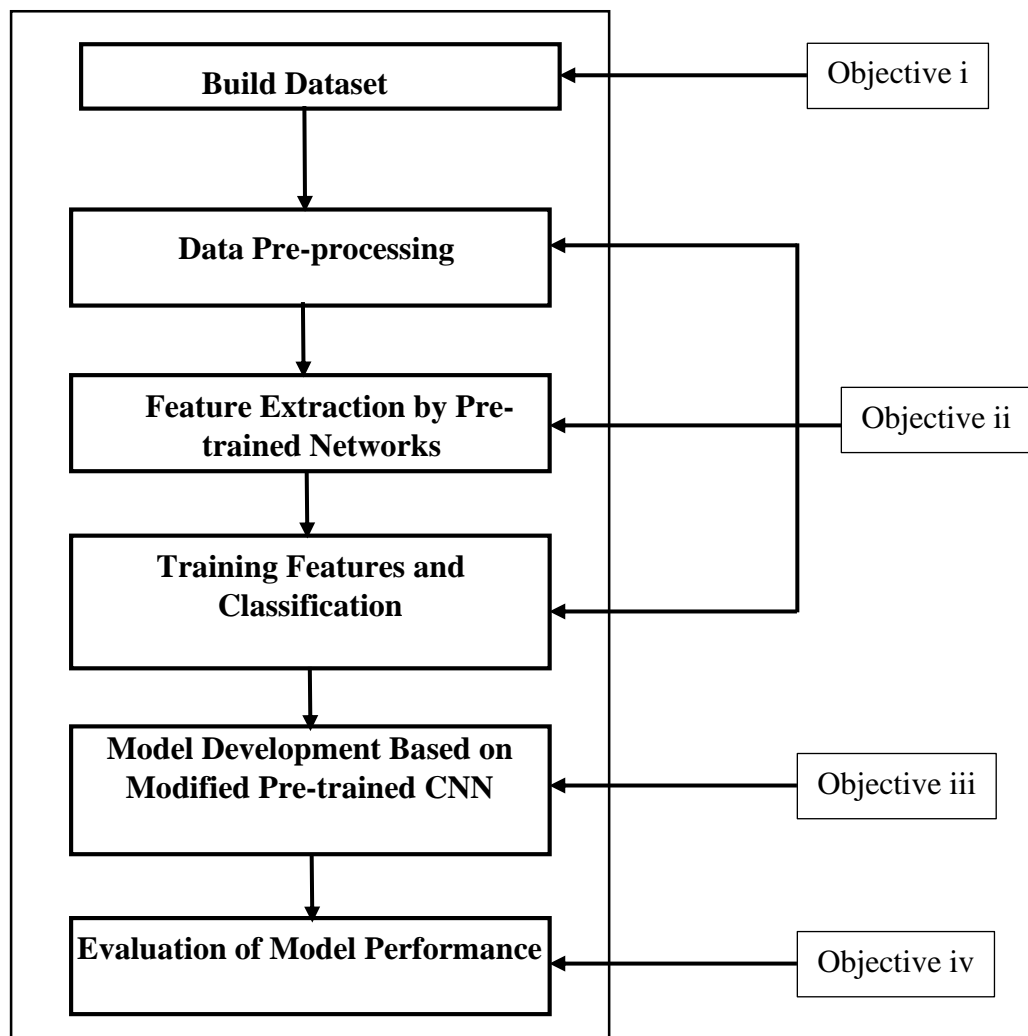 Build Dataset
Objective i
Data Pre-processing
Feature Extraction by Pre-
trained Networks
Objective ii
Training Features and
Classification
Model Development Based on
Modified Pre-trained CNN
Objective iii
Evaluation of Model Performance
Objective iv